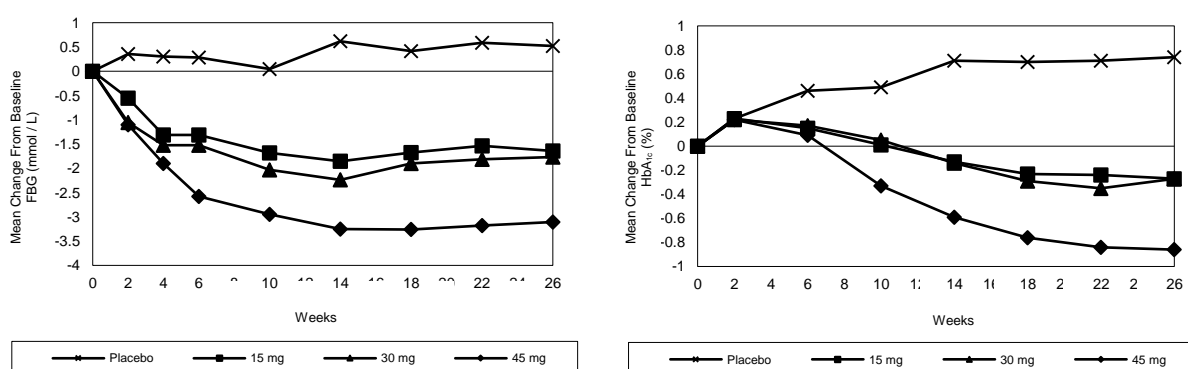 Mean Change From Baseline
FBG (mmol / L)
1
0.5
0
-0.5
-1
-1.5
-2
-2.5
-3
-3.5
-4
0 2 4 6 10 14 18 22 26
Weeks
Placebo 15 mg 30 mg 45 mg
Mean Change From Baseline
HbA1c (%)
1
0.8
0.6
0.4
0.2
0
-0.2
-0.4
-0.6
-0.8
-1
0 2 4 6 8 10 14 16 18 22 26
Weeks
Placebo 15 mg 30 mg 45 mg